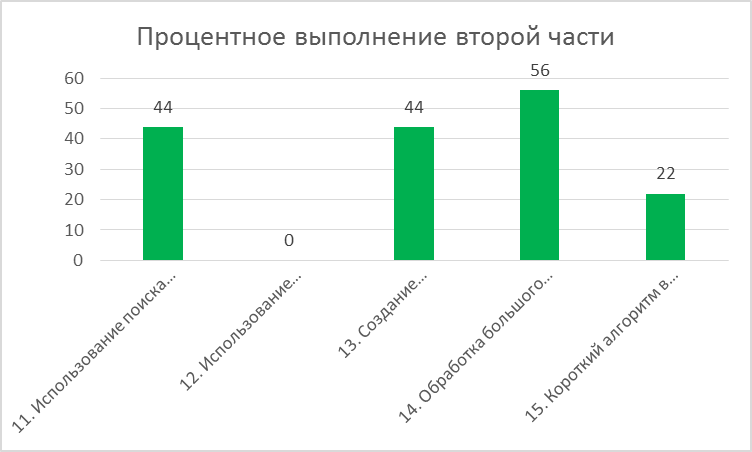 Процентное выполнение второй части
60
50
40
30
20
10
0
44
0
44
56
22
11. Использование поиска...
12. Использование...
13. Создание...
14. Обработка большого...
15. Короткий алгоритм в...